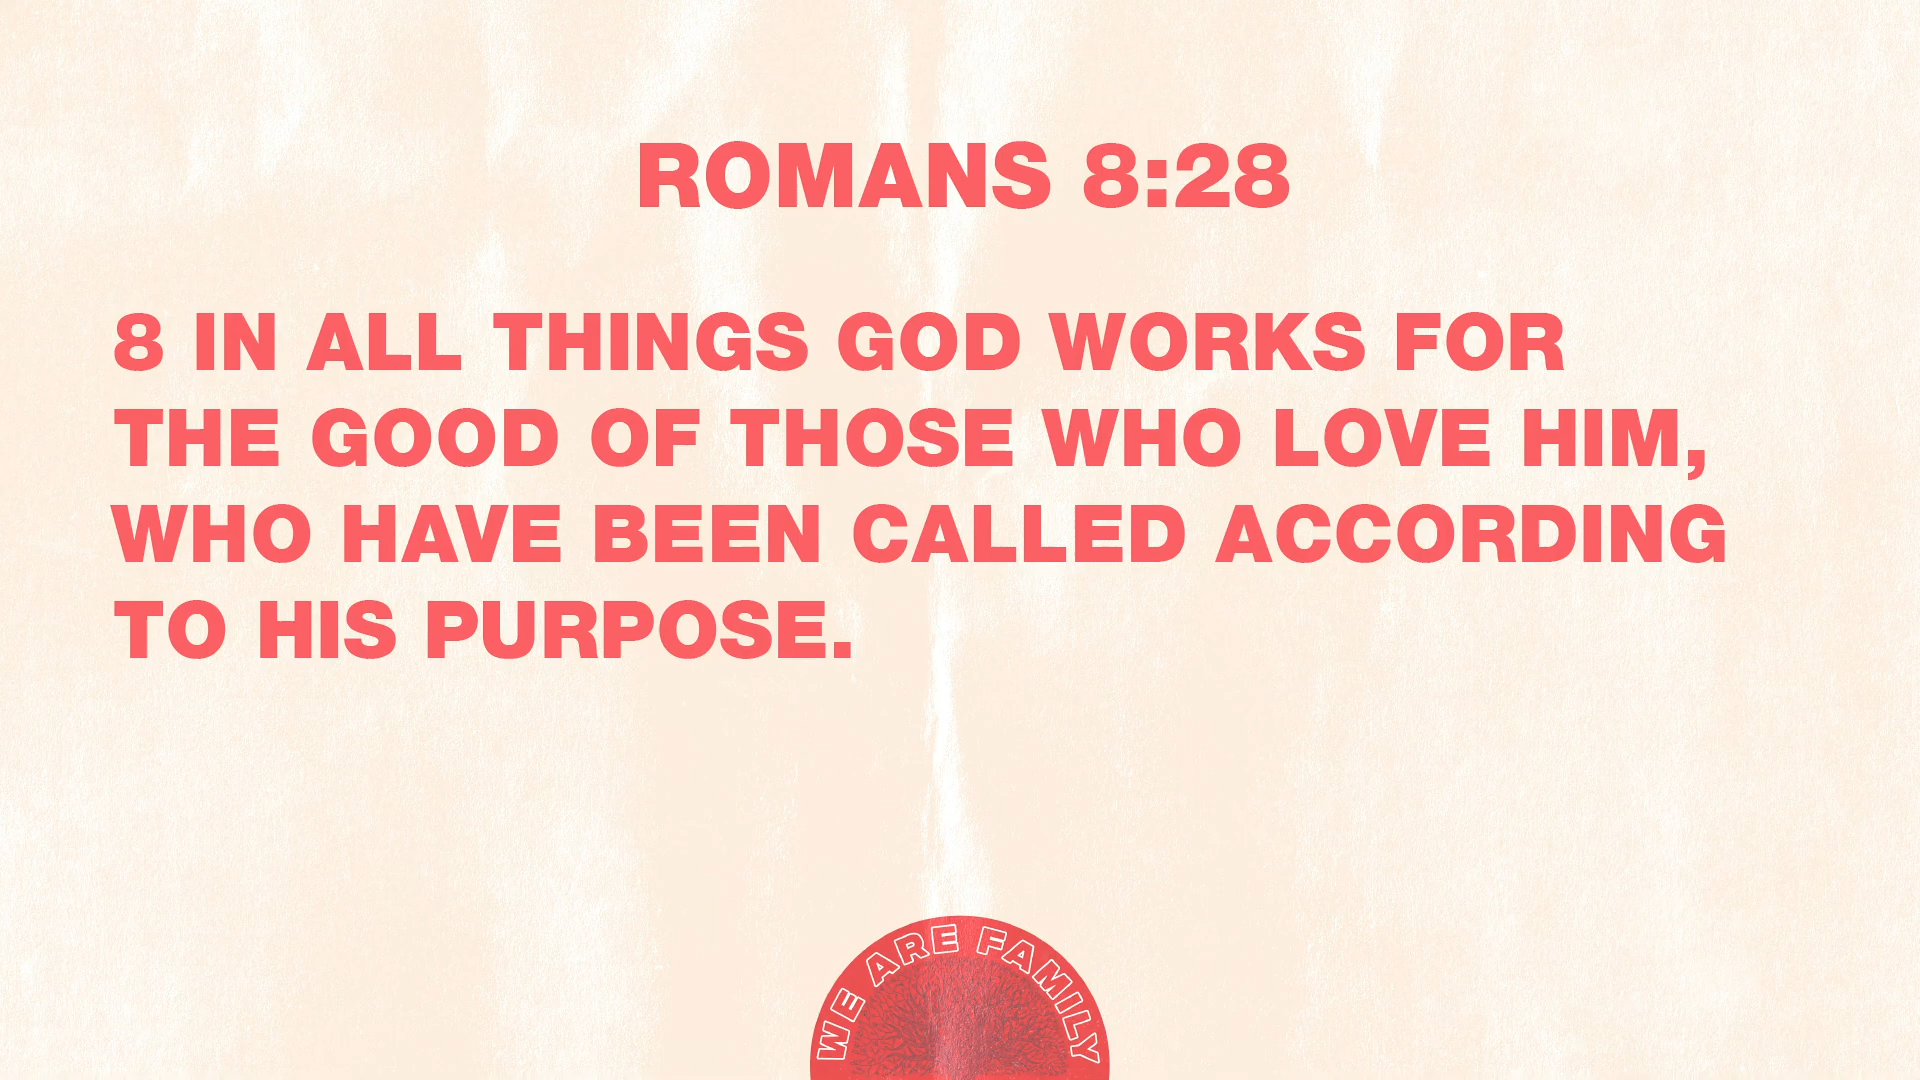 ROMANS 8:28
8 IN ALL THINGS GOD WORKS FOR
THE GOOD OF THOSE WHO LOVE HIM,
WHO HAVE BEEN CALLED ACCORDING
TO HIS PURPOSE.
WE ARE FAMILY